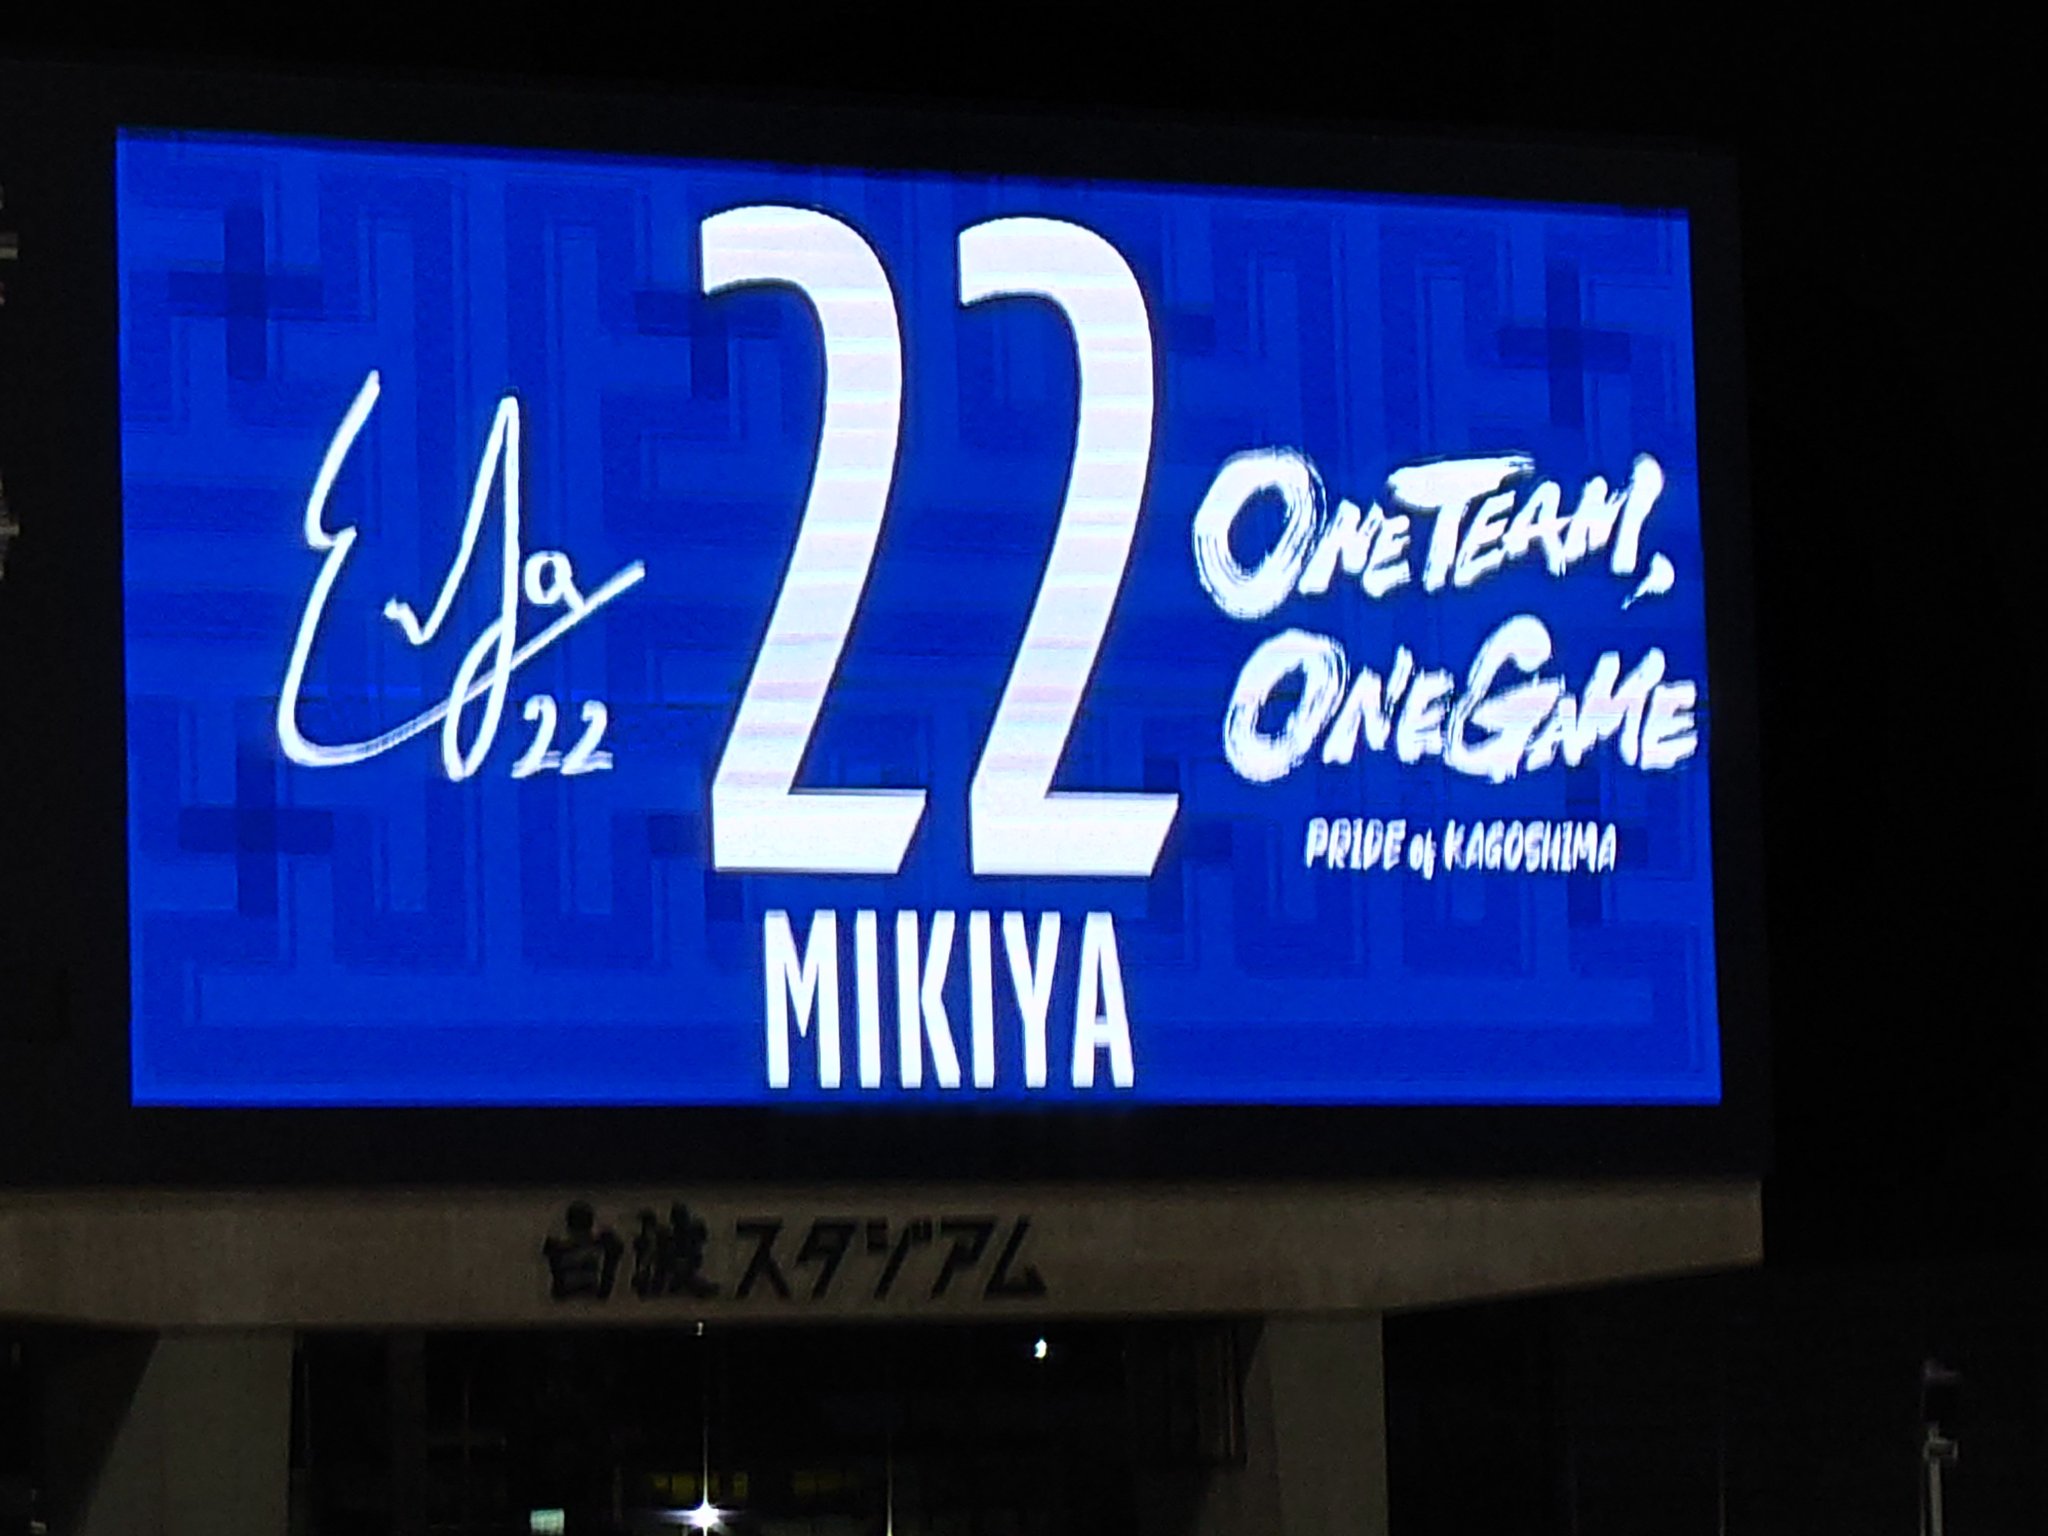 22
22
MIKIYA
ONE TEAM,
ONE GAME
PRIDE of KAGOSHIMA
白波スタジアム